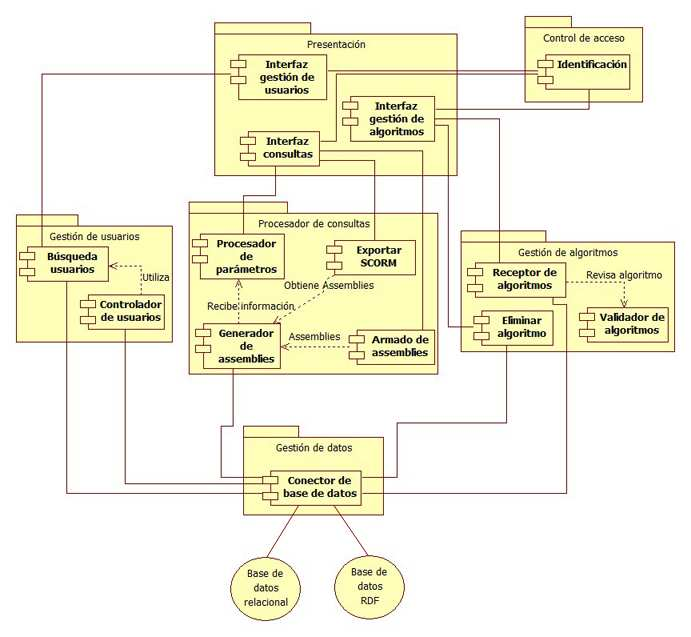 Presentación
Interfaz
gestión de
usuarios
Interfaz
gestión de
algoritmos
Interfaz
consultas
Control de acceso
Identificación
Gestión de usuarios
Búsqueda
usuarios
Utiliza
Controlador
de usuarios
Procesador de consultas
Procesador
de
parámetros
Exportar
SCORM
Obtiene Assemblies
Recibe información
Generador
de
assemblies
Assemblies
Armado de
assemblies
Gestión de algoritmos
Receptor de
algoritmos
Revisa algoritmo
Eliminar
algoritmo
Validador de
algoritmos
Gestión de datos
Conector de
base de datos
Base de
datos
relacional
Base de
datos
RDF